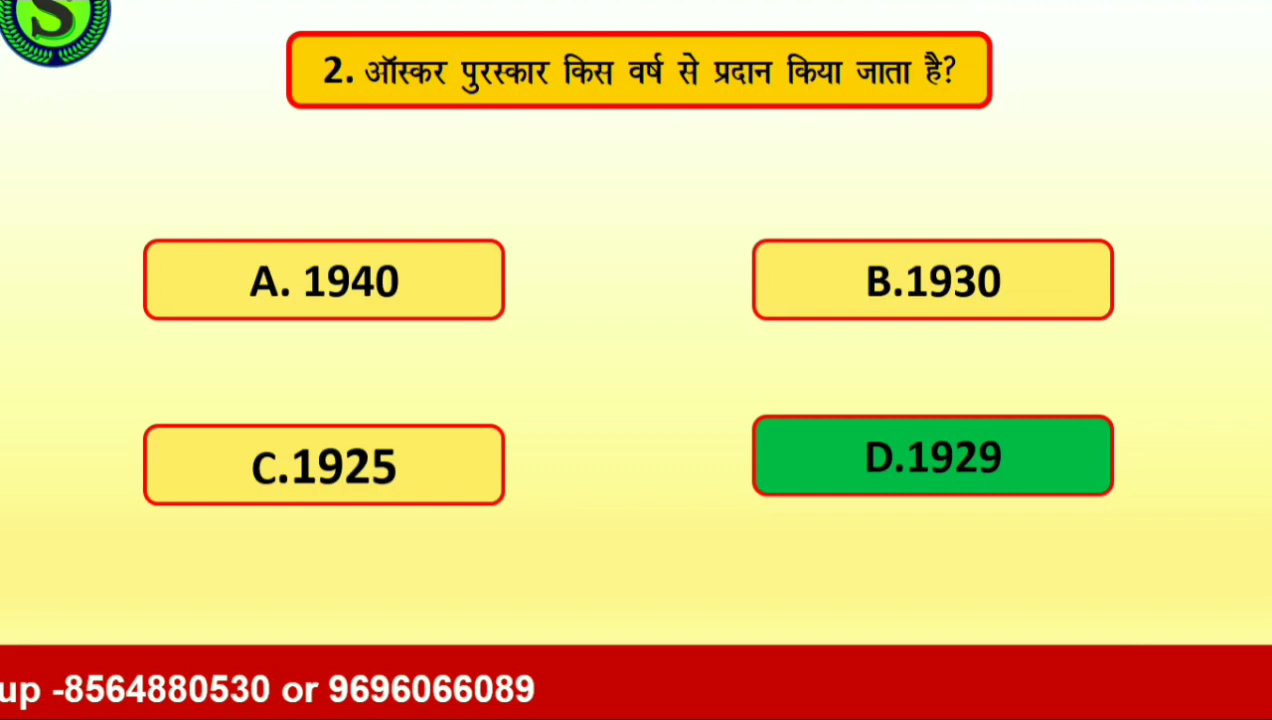 S
2. ऑस्कर पुरस्कार किस वर्ष से प्रदान किया जाता है?
A. 1940
B.1930
C.1925
D.1929
up -8564880530 or 9696066089